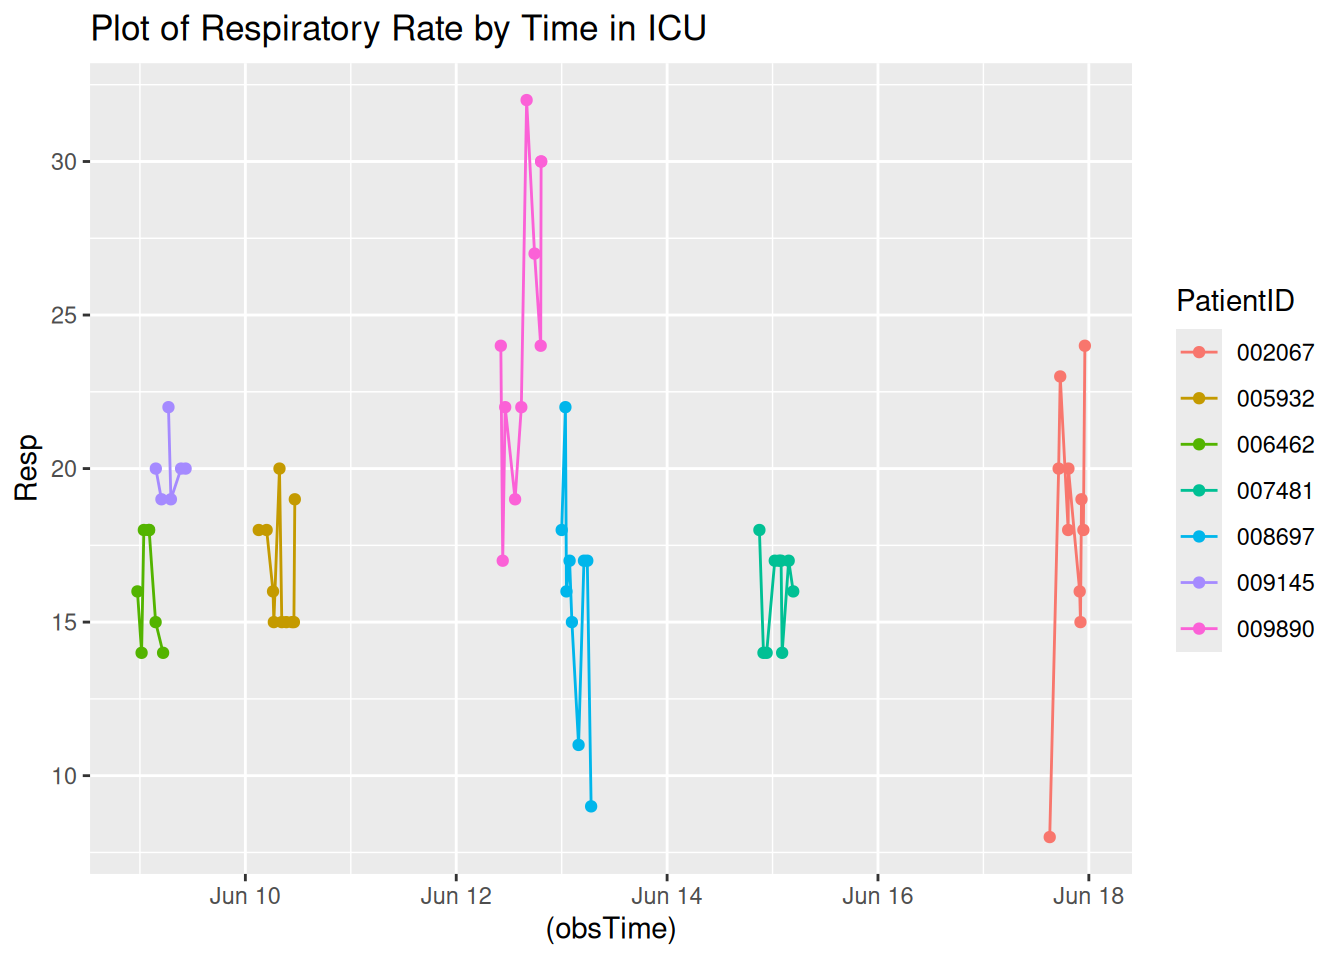 Plot of Respiratory Rate by Time in ICU
Resp
30
25
20
15
10
Jun 10 Jun 12 Jun 14 Jun 16 Jun 18
(obsTime)
PatientID
002067
005932
006462
007481
008697
009145
009890